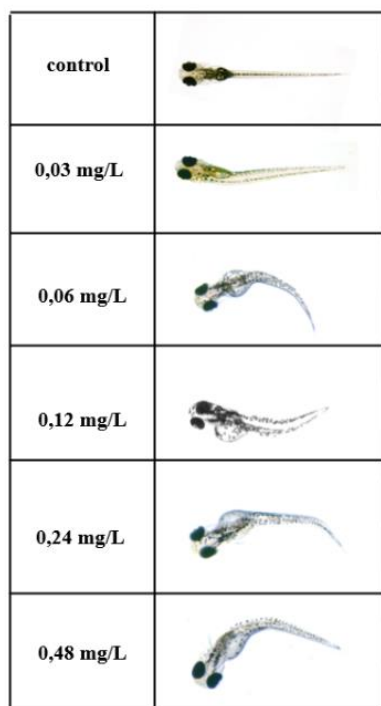 control
0,03 mg/L
0,06 mg/L
0,12 mg/L
0,24 mg/L
0,48 mg/L